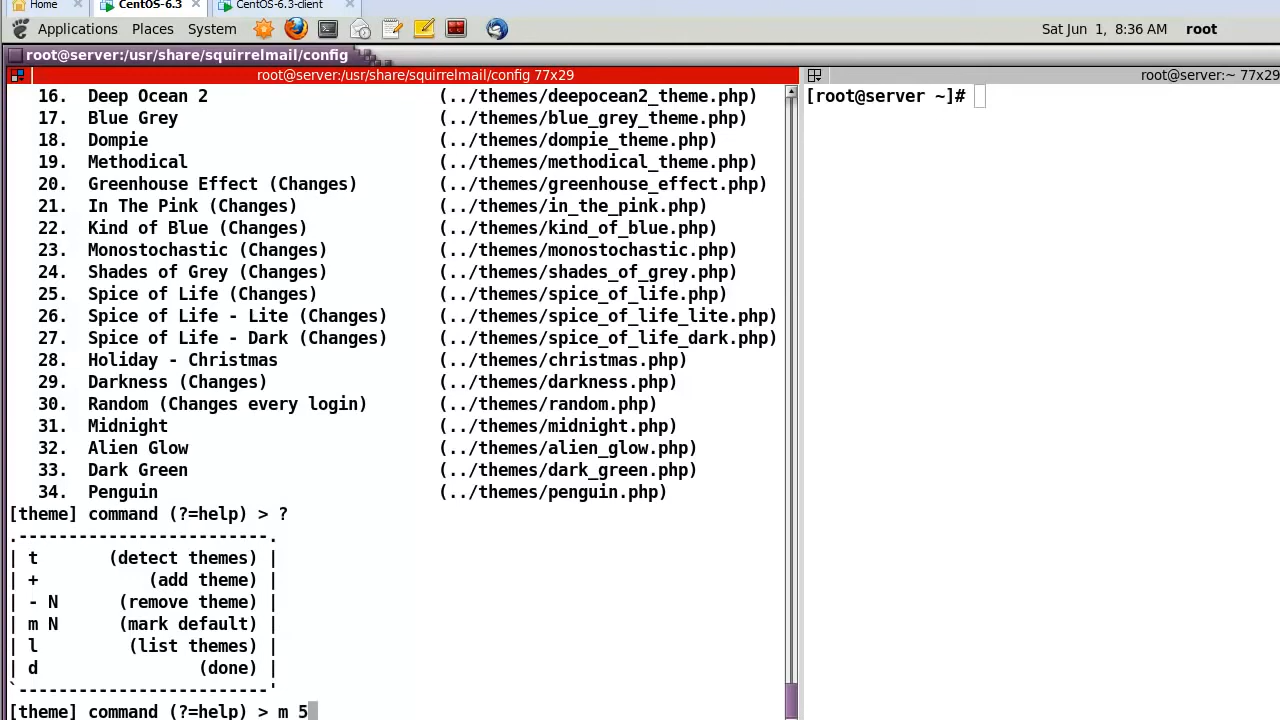 Home CentOS-6.3 CentOS-6.3-client
Applications Places System Sat Jun 1, 8:36 AM root
root@server:/usr/share/squirrelmail/config
root@server:/usr/share/squirrelmail/config 77x29
root@server:~ 77x29
16. Deep Ocean 2 (../themes/deepocean2_theme.php)
17. Blue Grey (../themes/blue_grey_theme.php)
18. Dompie (../themes/dompie_theme.php)
19. Methodical (../themes/methodical_theme.php)
20. Greenhouse Effect (Changes) (../themes/greenhouse_effect.php)
21. In The Pink (Changes) (../themes/in_the_pink.php)
22. Kind of Blue (Changes) (../themes/kind_of_blue.php)
23. Monostochastic (Changes) (../themes/monostochastic.php)
24. Shades of Grey (Changes) (../themes/shades_of_grey.php)
25. Spice of Life (Changes) (../themes/spice_of_life.php)
26. Spice of Life - Lite (Changes) (../themes/spice_of_life_lite.php)
27. Spice of Life - Dark (Changes) (../themes/spice_of_life_dark.php)
28. Holiday - Christmas (../themes/christmas.php)
29. Darkness (Changes) (../themes/darkness.php)
30. Random (Changes every login) (../themes/random.php)
31. Midnight (../themes/midnight.php)
32. Alien Glow (../themes/alien_glow.php)
33. Dark Green (../themes/dark_green.php)
34. Penguin (../themes/penguin.php)
[theme] command (?=help) > ?
.-------------------------.
| t (detect themes) |
| + (add theme) |
| - N (remove theme) |
| m N (mark default) |
| l (list themes) |
| d (done) |
`-------------------------'
[theme] command (?=help) > m 5
[root@server ~]#